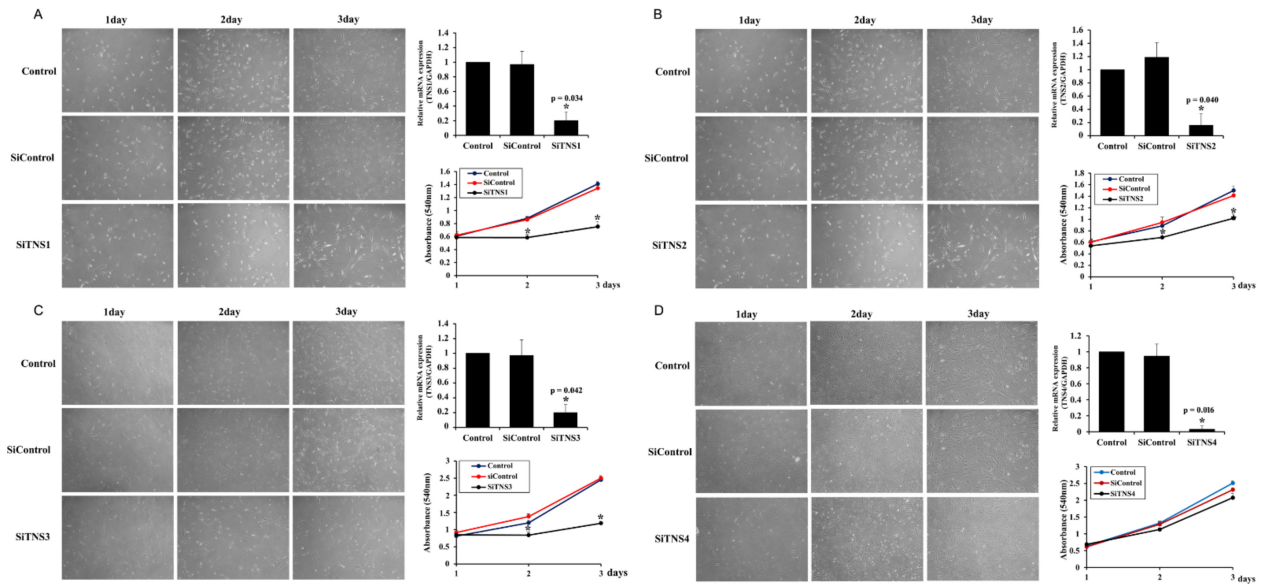 A
1day 2day 3day
Control
SiControl
SiTNS1
Relative mRNA expression
(TNS1/GAPDH)
1.4
1.2
1
0.8
0.6
0.4
0.2
0
p = 0.034
*
Control SiControl SiTNS1
Absorbance (540nm)
1.6
1.4
1.2
1
0.8
0.6
0.4
0.2
0
Control
SiControl
SiTNS1
*
*
1 2 3 days
B
1day 2day 3day
Control
SiControl
SiTNS2
Relative mRNA expression
(TNS2/GAPDH)
1.6
1.4
1.2
1
0.8
0.6
0.4
0.2
0
p = 0.040
*
Control SiControl SiTNS2
Absorbance (540nm)
1.8
1.6
1.4
1.2
1
0.8
0.6
0.4
0.2
0
Control
SiControl
SiTNS2
*
*
1 2 3 days
C
1day 2day 3day
Control
SiControl
SiTNS3
Relative mRNA expression
(TNS3/GAPDH)
1.4
1.2
1
0.8
0.6
0.4
0.2
0
p = 0.042
*
Control SiControl SiTNS3
Absorbance (540nm)
3
2.5
2
1.5
1
0.5
0
Control
siControl
SiTNS3
*
*
1 2 3 days
D
1day 2day 3day
Control
SiControl
SiTNS4
Relative mRNA expression
(TNS4/GAPDH)
1.2
1
0.8
0.6
0.4
0.2
0
p = 0.016
*
Control SiControl SiTNS4
Absorbance (540nm)
3
2.5
2
1.5
1
0.5
0
Control
SiControl
SiTNS4
1 2 3 days